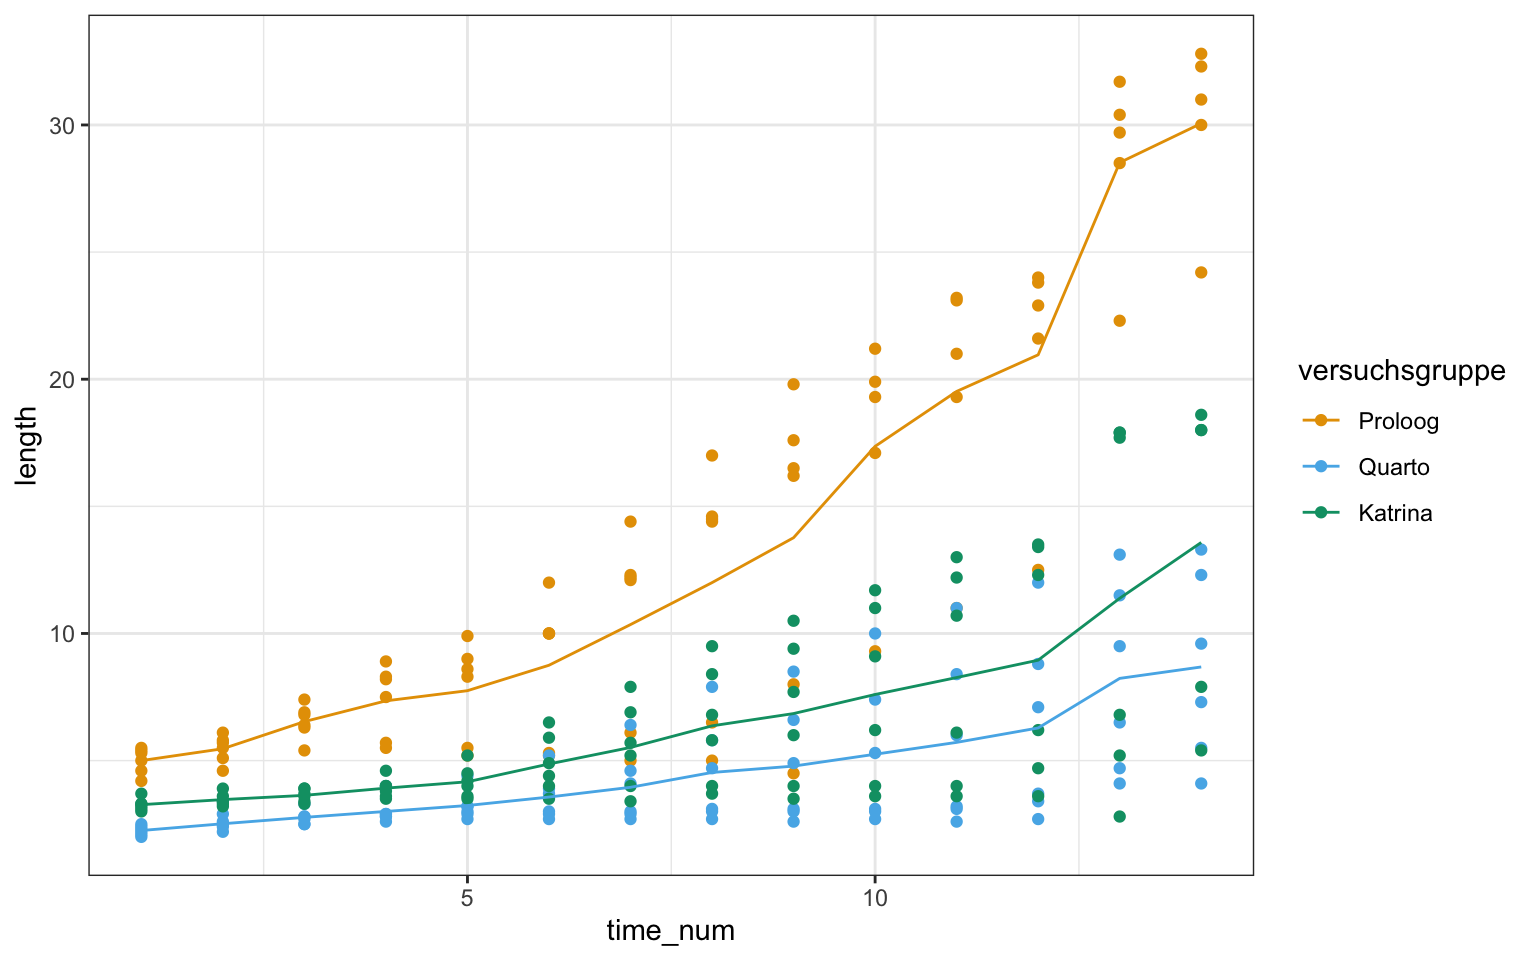 30
20
10
length
5
10
time_num
versuchsgruppe
Proloog
Quarto
Katrina